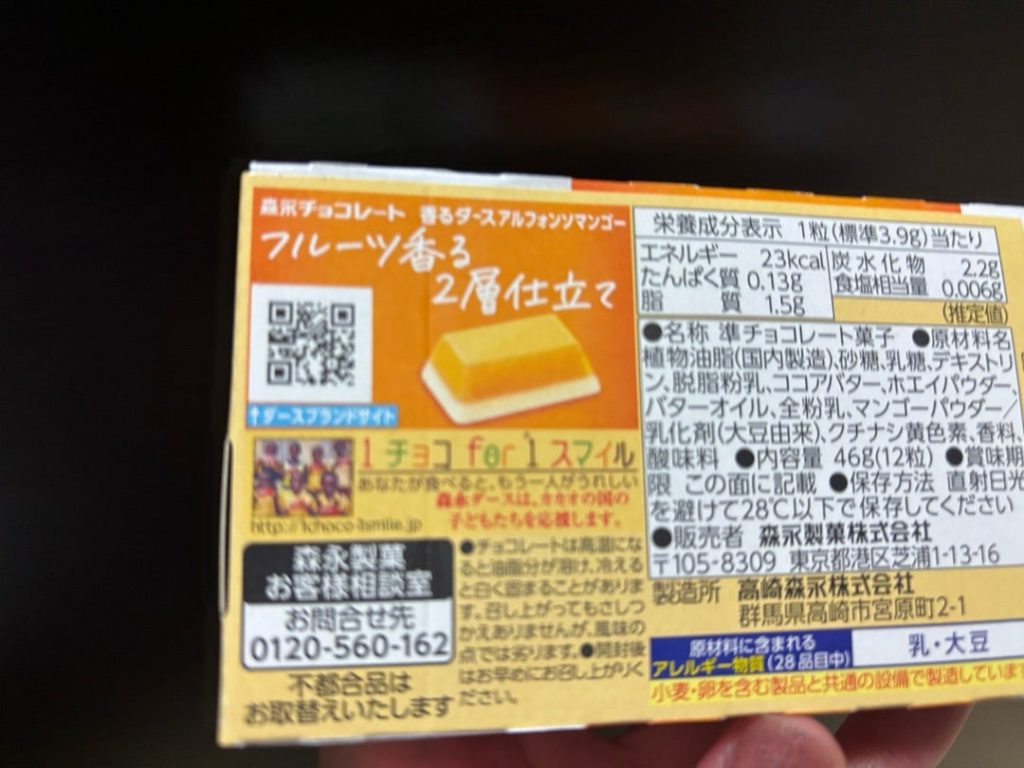 森永チョコレート 香るダースアルフォンソマンゴー
フルーツ香る
2層仕立て
↑ダースブランドサイト
1 チョコ for 1 スマイル
あなたが食べると、もう一人がうれしい
森永ダースは、カカオの国の
子どもたちを応援します。
http://1choco-1smile.jp
森永製菓
お客様相談室
お問合せ先
0120-560-162
不都合品は
お取替えいたします
●チョコレートは高温にな
ると油脂分が溶け、冷える
と白く固まることがありま
す。召し上がってもさしつ
かえありませんが、風味の
点では劣ります。●開封後
はお早めにお召し上がりく
ださい。
栄養成分表示 1粒(標準3.9g)当たり
エネルギー 23kcal
たんぱく質 0.13g
脂質 1.5g
炭水化物 2.2g
食塩相当量 0.006g
(推定値)
●名称 準チョコレート菓子 ●原材料名
植物油脂(国内製造)、砂糖、乳糖、デキストリ
ン、脱脂粉乳、ココアバター、ホエイパウダー、
バターオイル、全粉乳、マンゴーパウダー/
乳化剤(大豆由来)、クチナシ黄色素、香料、
酸味料 ●内容量 46g(12粒) ●賞味期
限 この面に記載 ●保存方法 直射日光
を避けて28℃以下で保存してください
●販売者 森永製菓株式会社
〒105-8309 東京都港区芝浦1-13-16
製造所 高崎森永株式会社
群馬県高崎市宮原町2-1
原材料に含まれる
アレルギー物質(28品目中)
乳・大豆
小麦・卵を含む製品と共通の設備で製造していま